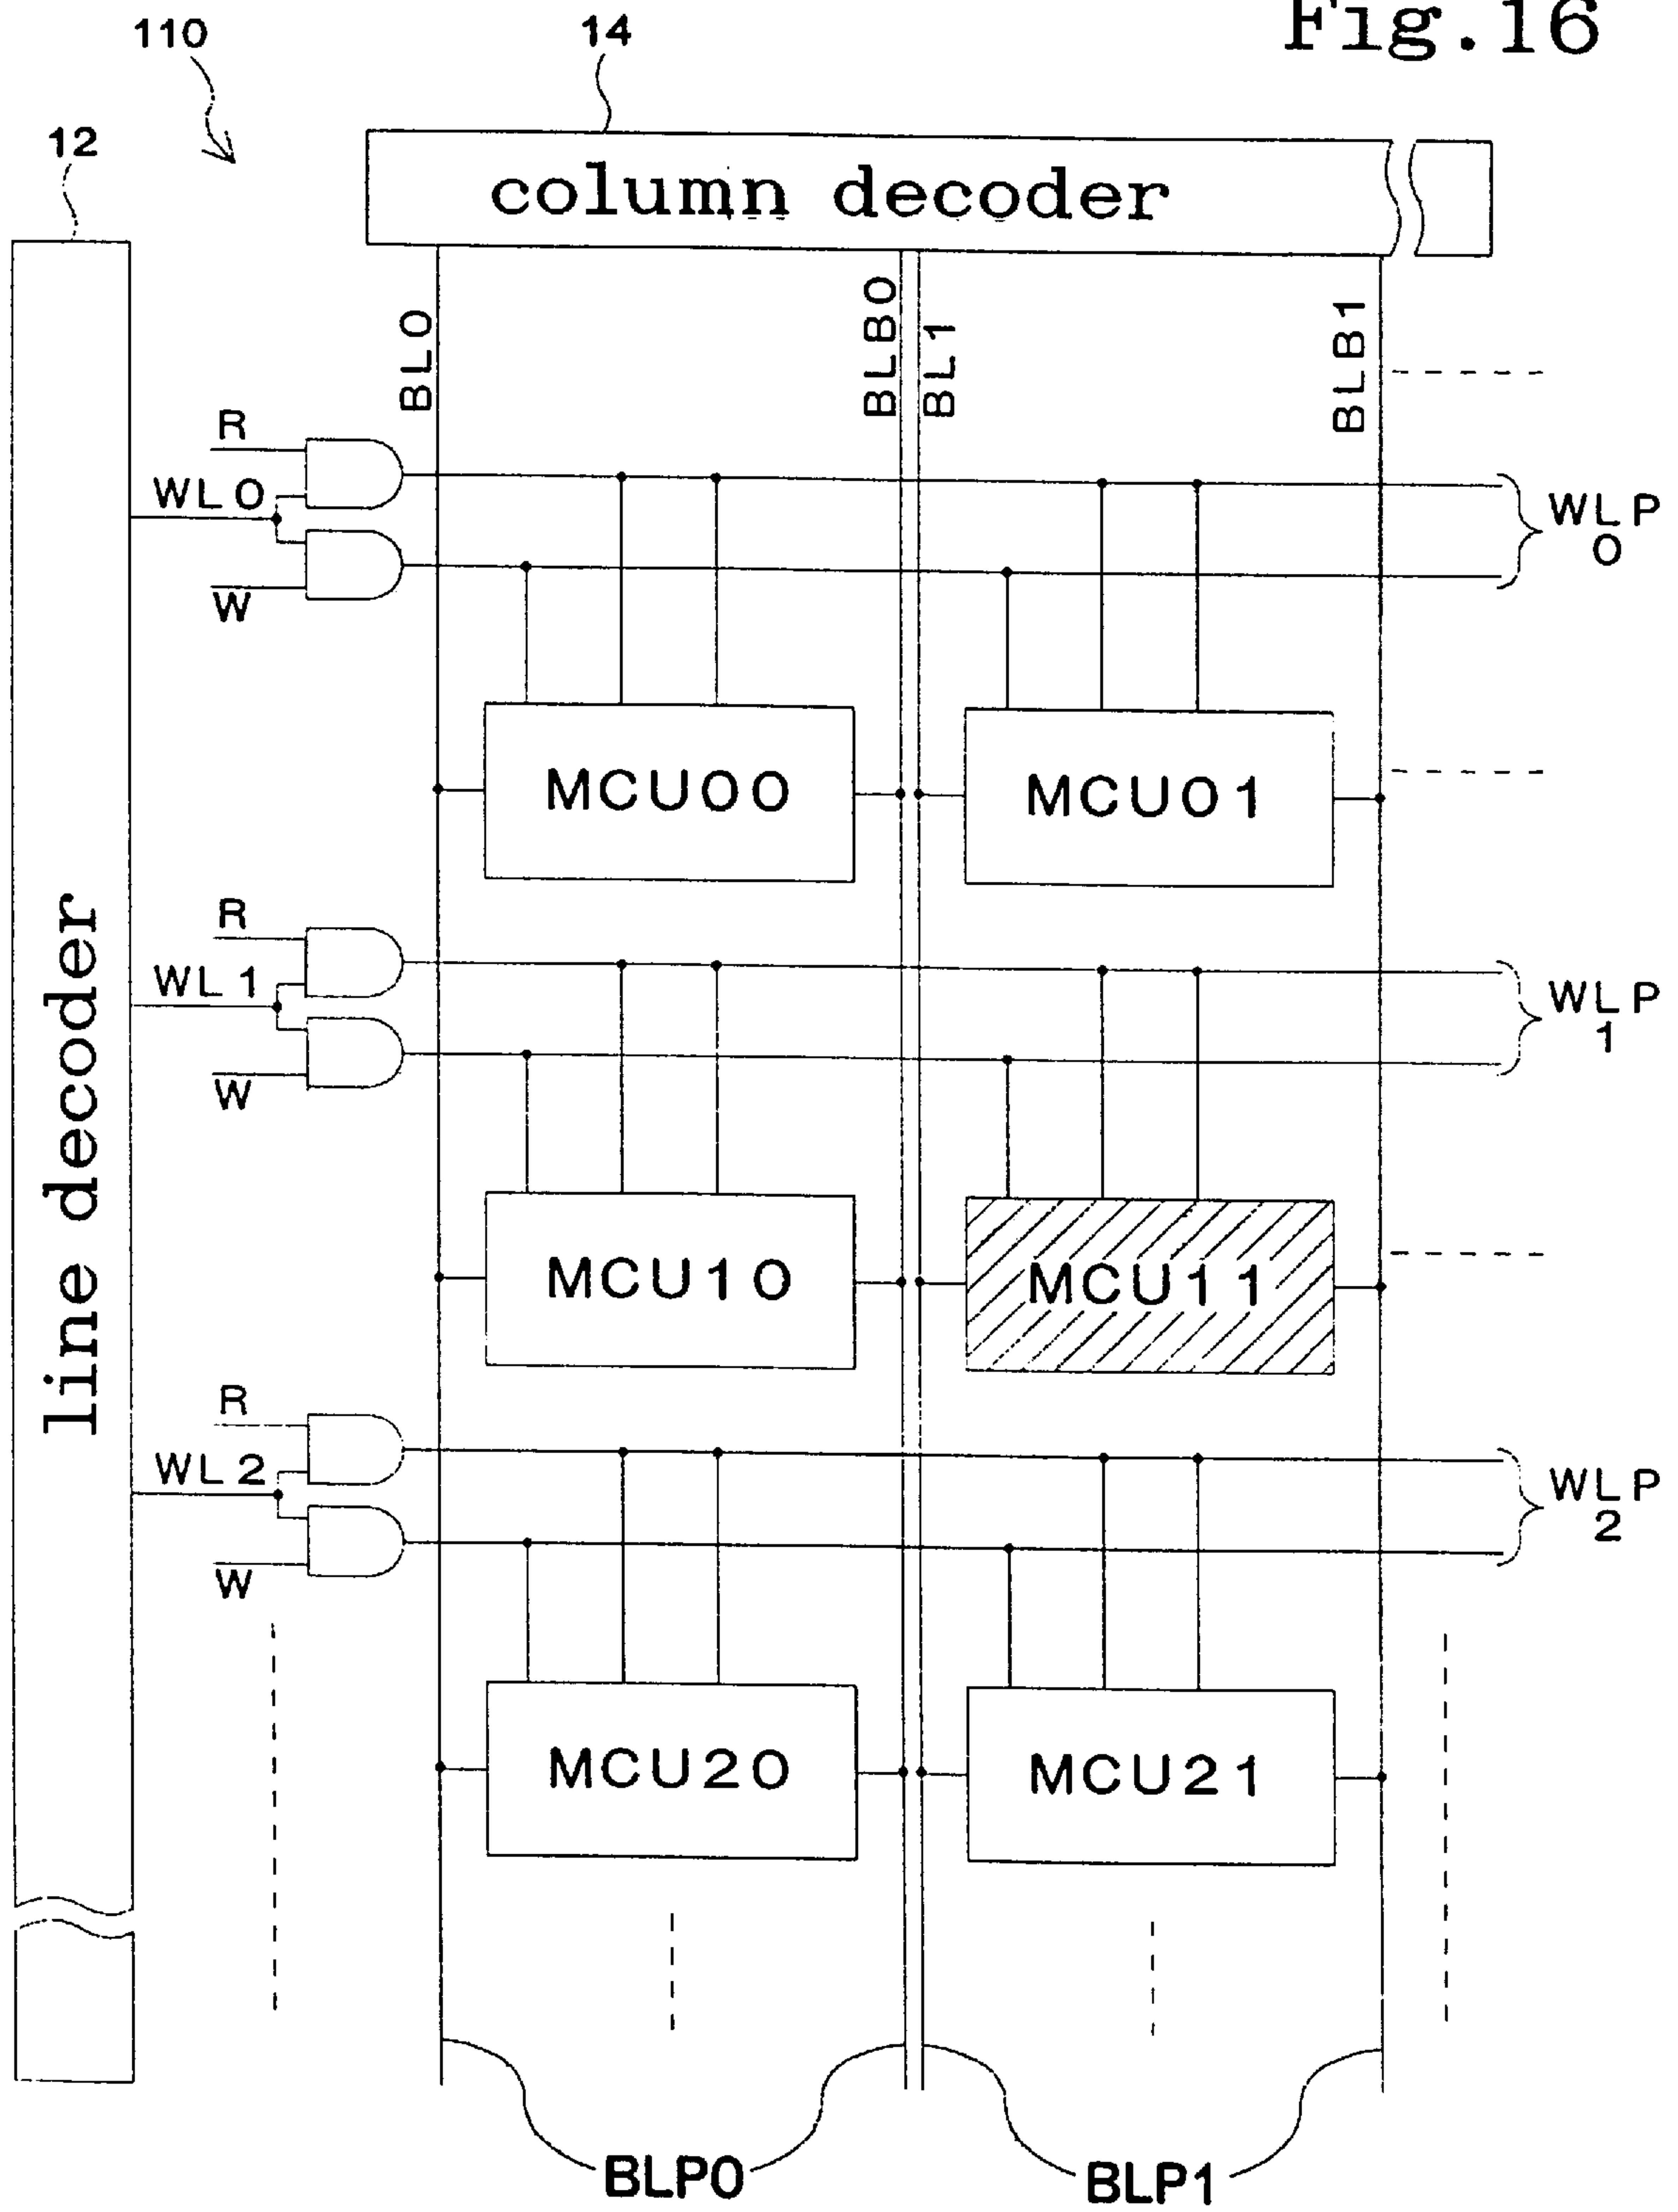 Fig.16
110
14
12
column decoder
BL0
BLB0
BL1
BLB1
R
WL0
W
WLP
0
MCU00
MCU01
line decoder
R
WL1
W
WLP
1
MCU10
MCU11
R
WL2
W
WLP
2
MCU20
MCU21
BLP0
BLP1